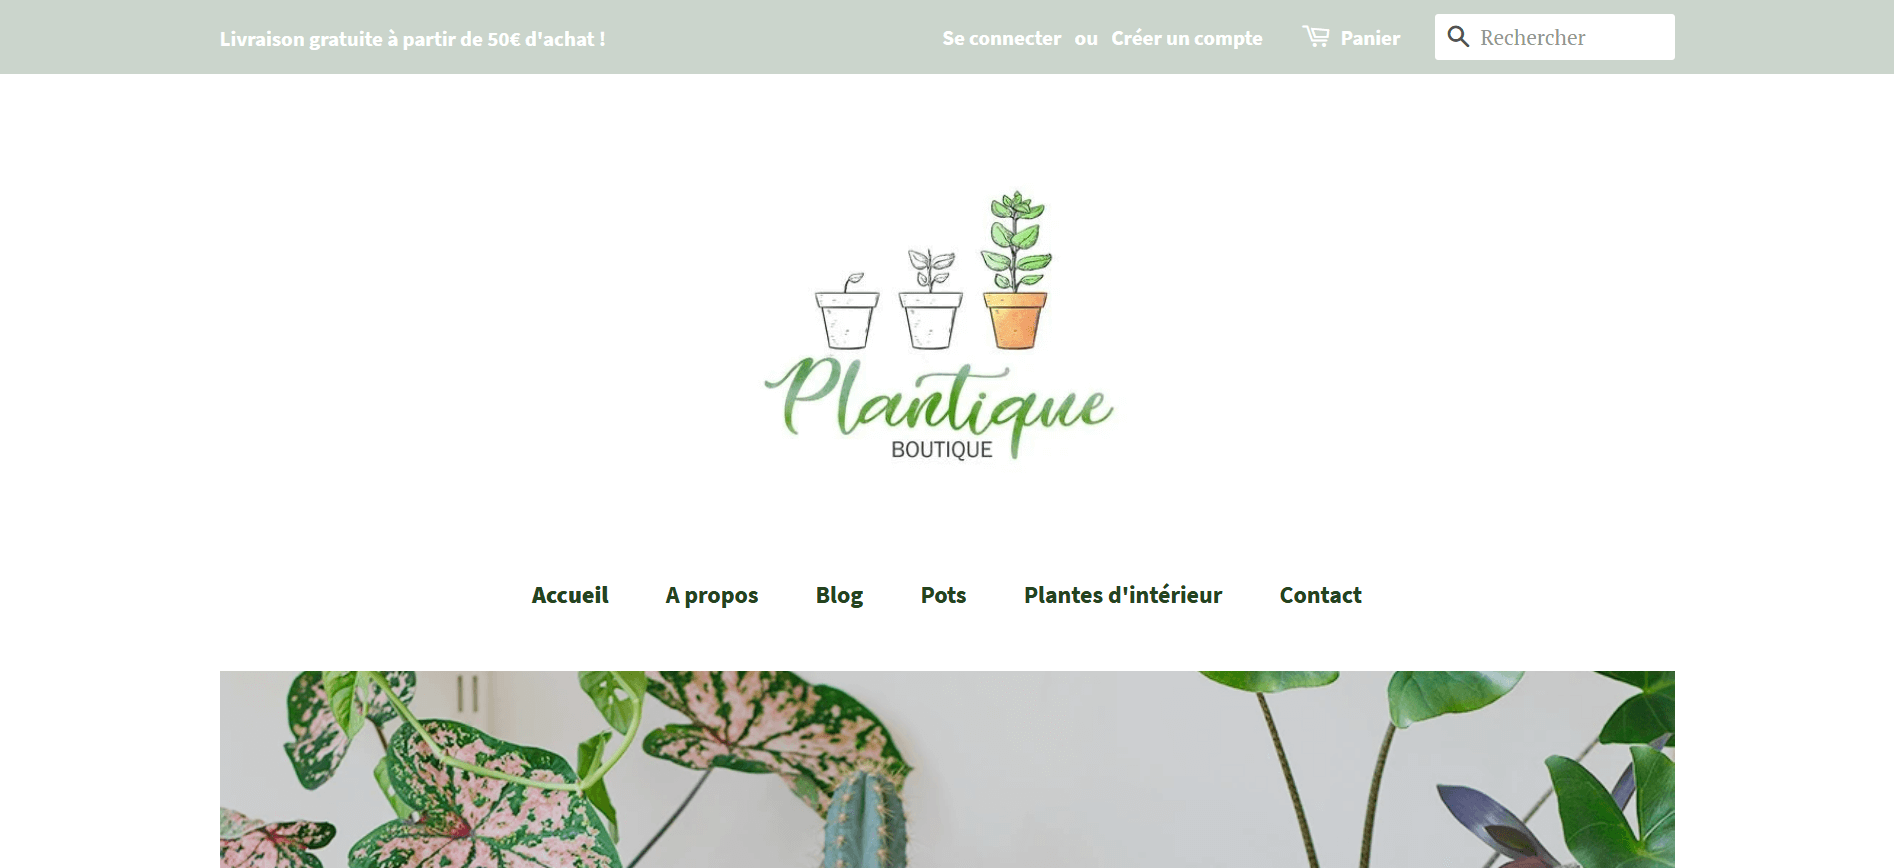 Livraison gratuite à partir de 50€ d'achat !
Se connecter ou Créer un compte Panier Rechercher
Plantique
BOUTIQUE
Accueil A propos Blog Pots Plantes d'intérieur Contact